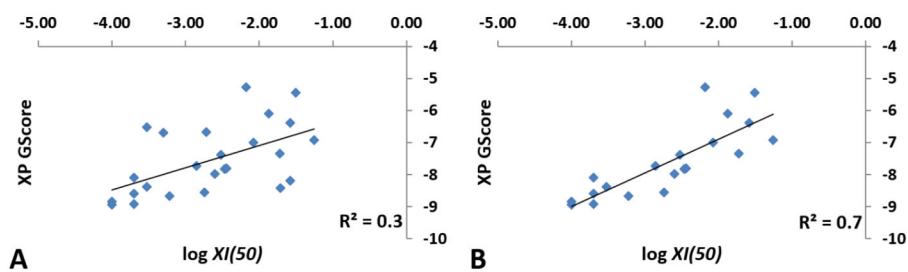 -5.00 -4.00 -3.00 -2.00 -1.00 0.00
-4
-5
-6
-7
-8
-9
-10
XP GScore
R² = 0.3
A
log XI(50)
-5.00 -4.00 -3.00 -2.00 -1.00 0.00
-4
-5
-6
-7
-8
-9
-10
XP GScore
R² = 0.7
B
log XI(50)